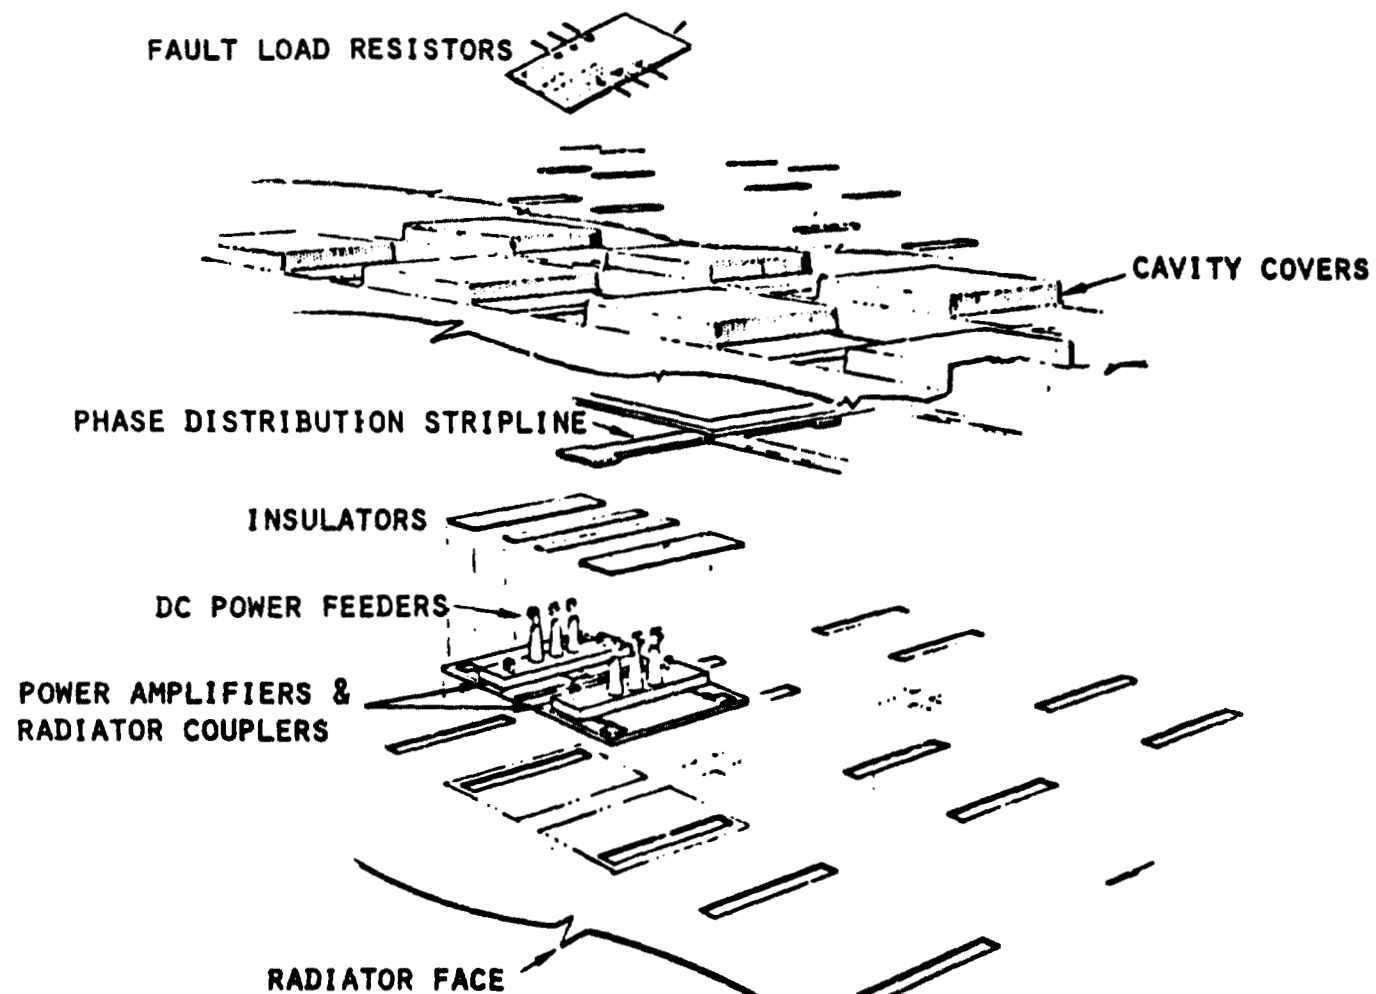 FAULT LOAD RESISTORS
CAVITY COVERS
PHASE DISTRIBUTION STRIPLINE
INSULATORS
DC POWER FEEDERS
POWER AMPLIFIERS &
RADIATOR COUPLERS
RADIATOR FACE